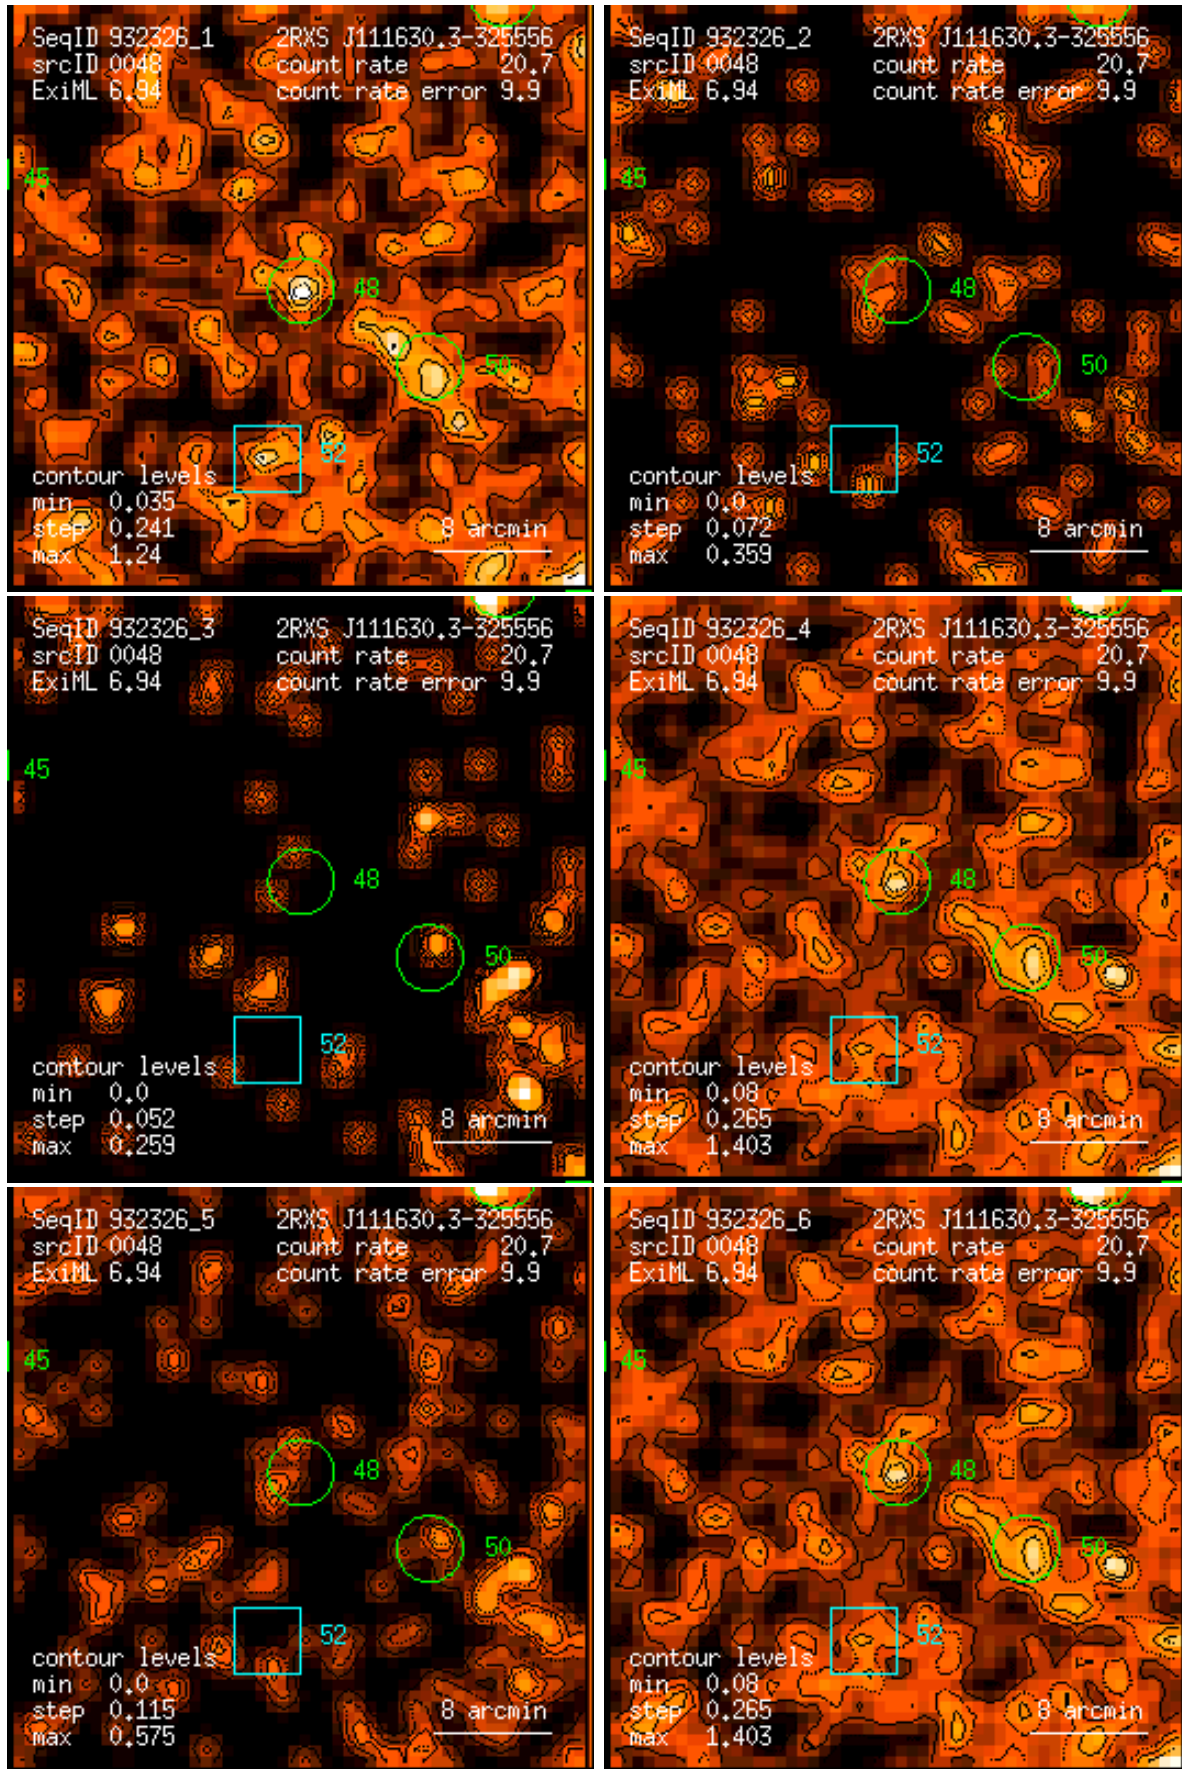 SeqID 932326_1 2RXS J111630.3-325556
srcID 0048 count rate 20.7
ExiML 6.94 count rate error 9.9
45
48
50
52
contour levels
min 0.035
step 0.241
max 1.24
8 arcmin
SeqID 932326_2 2RXS J111630.3-325556
srcID 0048 count rate 20.7
ExiML 6.94 count rate error 9.9
45
48
50
52
contour levels
min 0.0
step 0.072
max 0.359
8 arcmin
SeqID 932326_3 2RXS J111630.3-325556
srcID 0048 count rate 20.7
ExiML 6.94 count rate error 9.9
45
48
50
52
contour levels
min 0.0
step 0.052
max 0.259
8 arcmin
SeqID 932326_4 2RXS J111630.3-325556
srcID 0048 count rate 20.7
ExiML 6.94 count rate error 9.9
45
48
50
52
contour levels
min 0.08
step 0.265
max 1.403
8 arcmin
SeqID 932326_5 2RXS J111630.3-325556
srcID 0048 count rate 20.7
ExiML 6.94 count rate error 9.9
45
48
50
52
contour levels
min 0.0
step 0.115
max 0.575
8 arcmin
SeqID 932326_6 2RXS J111630.3-325556
srcID 0048 count rate 20.7
ExiML 6.94 count rate error 9.9
45
48
50
52
contour levels
min 0.08
step 0.265
max 1.403
8 arcmin